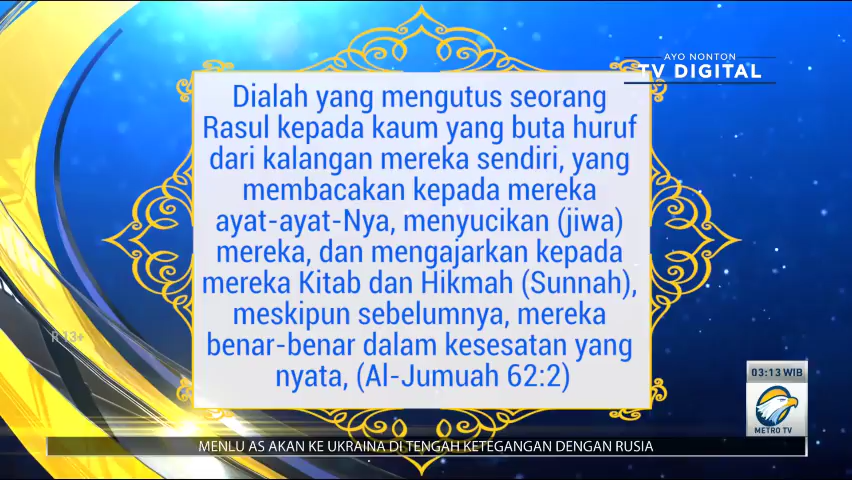 AYO NONTON
TV DIGITAL
Dialah yang mengutus seorang
Rasul kepada kaum yang buta huruf
dari kalangan mereka sendiri, yang
membacakan kepada mereka
ayat-ayat-Nya, menyucikan (jiwa)
mereka, dan mengajarkan kepada
mereka Kitab dan Hikmah (Sunnah),
meskipun sebelumnya, mereka
benar-benar dalam kesesatan yang
nyata, (Al-Jumuah 62:2)
R 13+
03:13 WIB
METRO TV
MENLU AS AKAN KE UKRAINA DI TENGAH KETEGANGAN DENGAN RUSIA